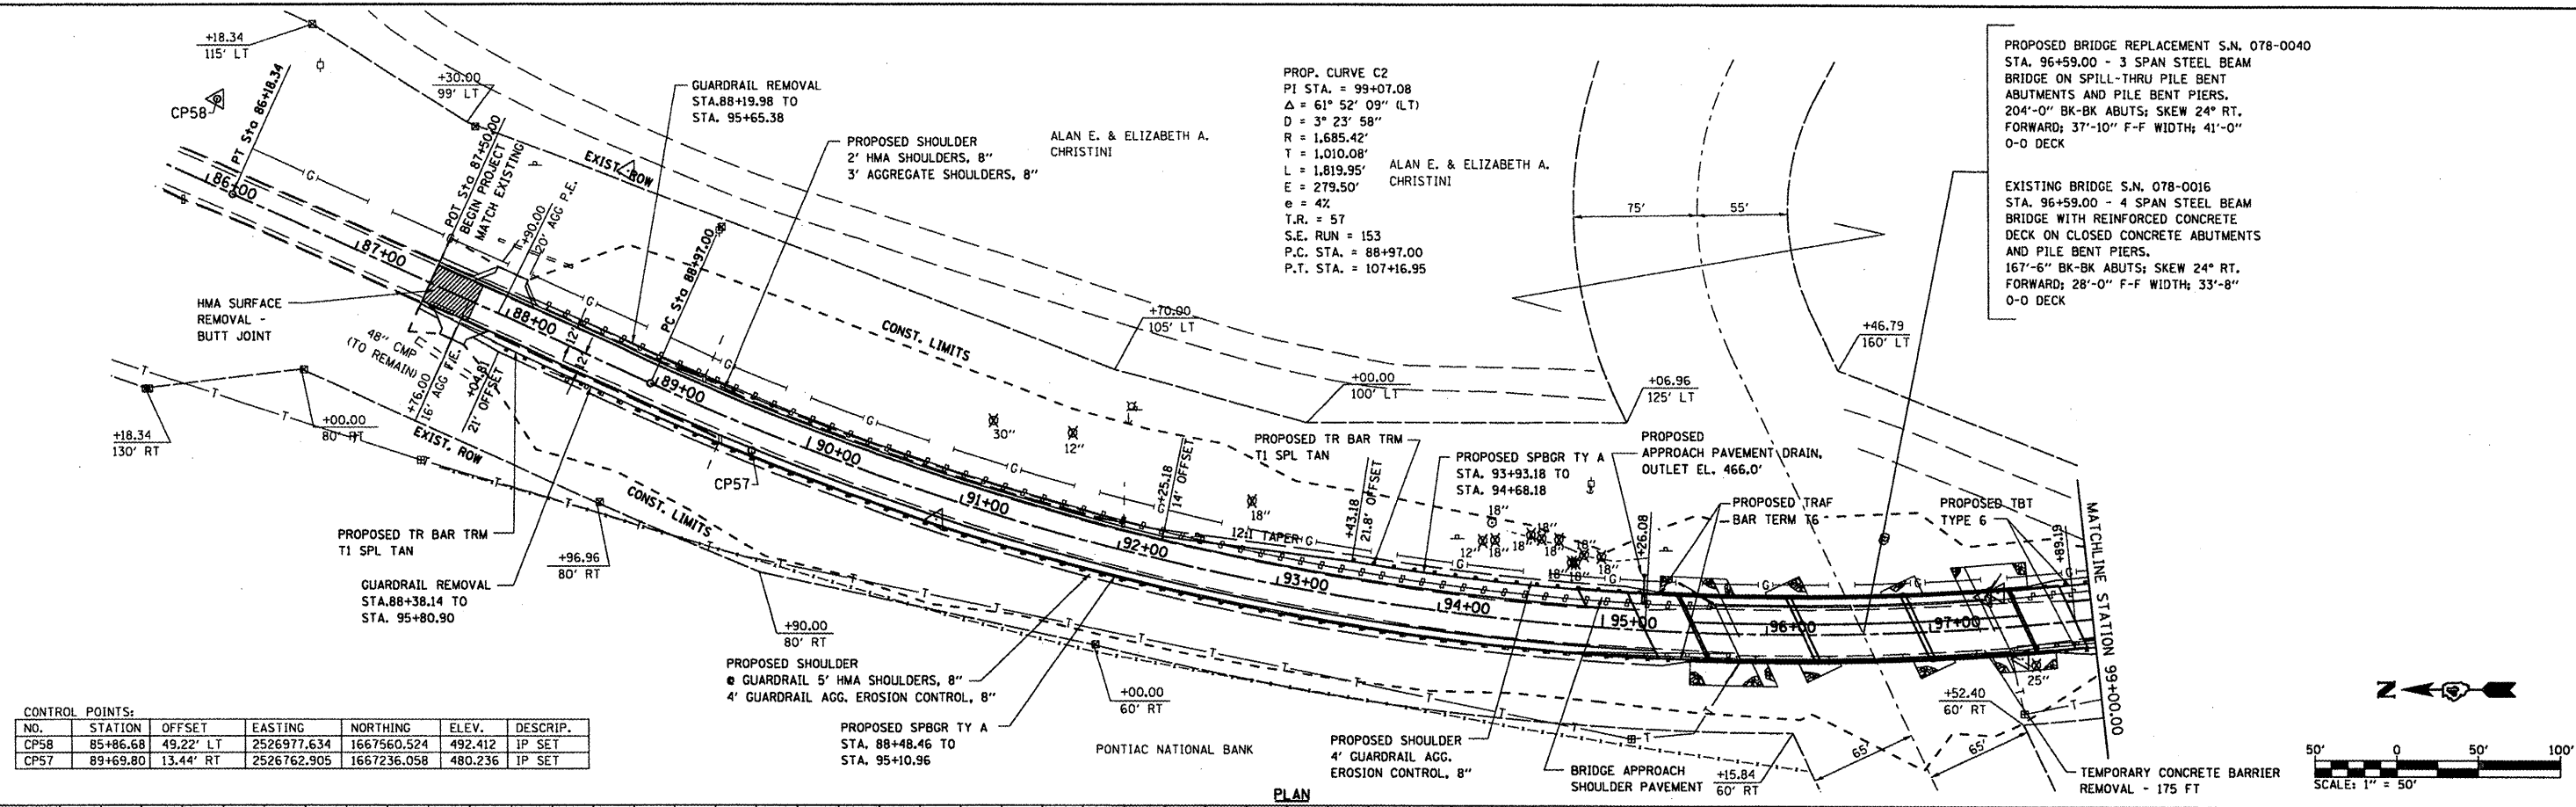 +18.34
115' LT
CP58
PT Sta 86+18.34
+30.00
99' LT
POT Sta 87+50.00
BEGIN PROJECT
MATCH EXISTING
+90.00
20' AGG P.E.
EXIST. ROW
GUARDRAIL REMOVAL
STA.88+19.98 TO
STA. 95+65.38
PROPOSED SHOULDER
2' HMA SHOULDERS, 8"
3' AGGREGATE SHOULDERS, 8"
ALAN E. & ELIZABETH A.
CHRISTINI
PROP. CURVE C2
PI STA. = 99+07.08
Δ = 61° 52' 09" (LT)
D = 3° 23' 58"
R = 1,685.42'
T = 1,010.08'
L = 1,819.95'
E = 279.50'
e = 4%
T.R. = 57
S.E. RUN = 153
P.C. STA. = 88+97.00
P.T. STA. = 107+16.95
ALAN E. & ELIZABETH A.
CHRISTINI
75'
55'
PROPOSED BRIDGE REPLACEMENT S.N. 078-0040
STA. 96+59.00 - 3 SPAN STEEL BEAM
BRIDGE ON SPILL-THRU PILE BENT
ABUTMENTS AND PILE BENT PIERS.
204'-0" BK-BK ABUTS; SKEW 24° RT.
FORWARD; 37'-10" F-F WIDTH; 41'-0"
O-O DECK
EXISTING BRIDGE S.N. 078-0016
STA. 96+59.00 - 4 SPAN STEEL BEAM
BRIDGE WITH REINFORCED CONCRETE
DECK ON CLOSED CONCRETE ABUTMENTS
AND PILE BENT PIERS.
167'-6" BK-BK ABUTS; SKEW 24° RT.
FORWARD; 28'-0" F-F WIDTH; 33'-8"
O-O DECK
86+00
87+00
88+00
89+00
90+00
91+00
92+00
93+00
94+00
95+00
96+00
97+00
G
G
G
G
G
G
G
G
G
G
G
HMA SURFACE
REMOVAL -
BUTT JOINT
48" CMP
(TO REMAIN)
+76.00
16' AGG F.E.
+04.81
21' OFFSET
12'
12'
PC Sta 88+97.00
CONST. LIMITS
+70.00
105' LT
+00.00
100' LT
+06.96
125' LT
+46.79
160' LT
+18.34
130' RT
+00.00
80' RT
EXIST. ROW
CONST. LIMITS
CP57
30"
12"
18"
+25.18
14' OFFSET
12:1 TAPER
+43.18
21.8' OFFSET
PROPOSED TR BAR TRM
T1 SPL TAN
PROPOSED SPBGR TY A
STA. 93+93.18 TO
STA. 94+68.18
PROPOSED
APPROACH PAVEMENT DRAIN,
OUTLET EL. 466.0'
18"
12"
18"
18"
18"
18"
18"
18"
18"
+26.08
PROPOSED TRAF
BAR TERM T6
PROPOSED TBT
TYPE 6
+89.19
MATCHLINE STATION 99+00.00
PROPOSED TR BAR TRM
T1 SPL TAN
GUARDRAIL REMOVAL
STA.88+38.14 TO
STA. 95+80.90
+96.96
80' RT
+90.00
80' RT
PROPOSED SHOULDER
@ GUARDRAIL 5' HMA SHOULDERS, 8"
4' GUARDRAIL AGG. EROSION CONTROL, 8"
PROPOSED SPBGR TY A
STA. 88+48.46 TO
STA. 95+10.96
+00.00
60' RT
PONTIAC NATIONAL BANK
PROPOSED SHOULDER
4' GUARDRAIL AGG.
EROSION CONTROL, 8"
BRIDGE APPROACH
SHOULDER PAVEMENT
+15.84
60' RT
65'
65'
+52.40
60' RT
25"
TEMPORARY CONCRETE BARRIER
REMOVAL - 175 FT
T
T
T
T
T
T
T
T
T
T
T
N
50'
0
50'
100'
SCALE: 1" = 50'
CONTROL POINTS:
NO. STATION OFFSET EASTING NORTHING ELEV. DESCRIP.
CP58 85+86.68 49.22' LT 2526977.634 1667560.524 492.412 IP SET
CP57 89+69.80 13.44' RT 2526762.905 1667236.058 480.236 IP SET
PLAN